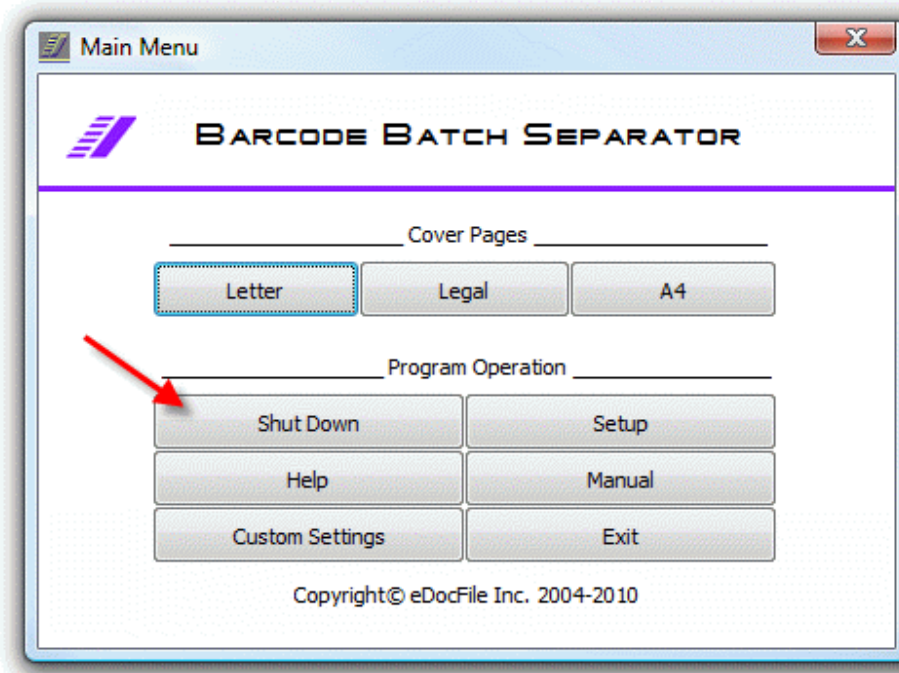 Main Menu
BARCODE BATCH SEPARATOR
Cover Pages
Letter Legal A4
Program Operation
Shut Down Setup
Help Manual
Custom Settings Exit
Copyright© eDocFile Inc. 2004-2010